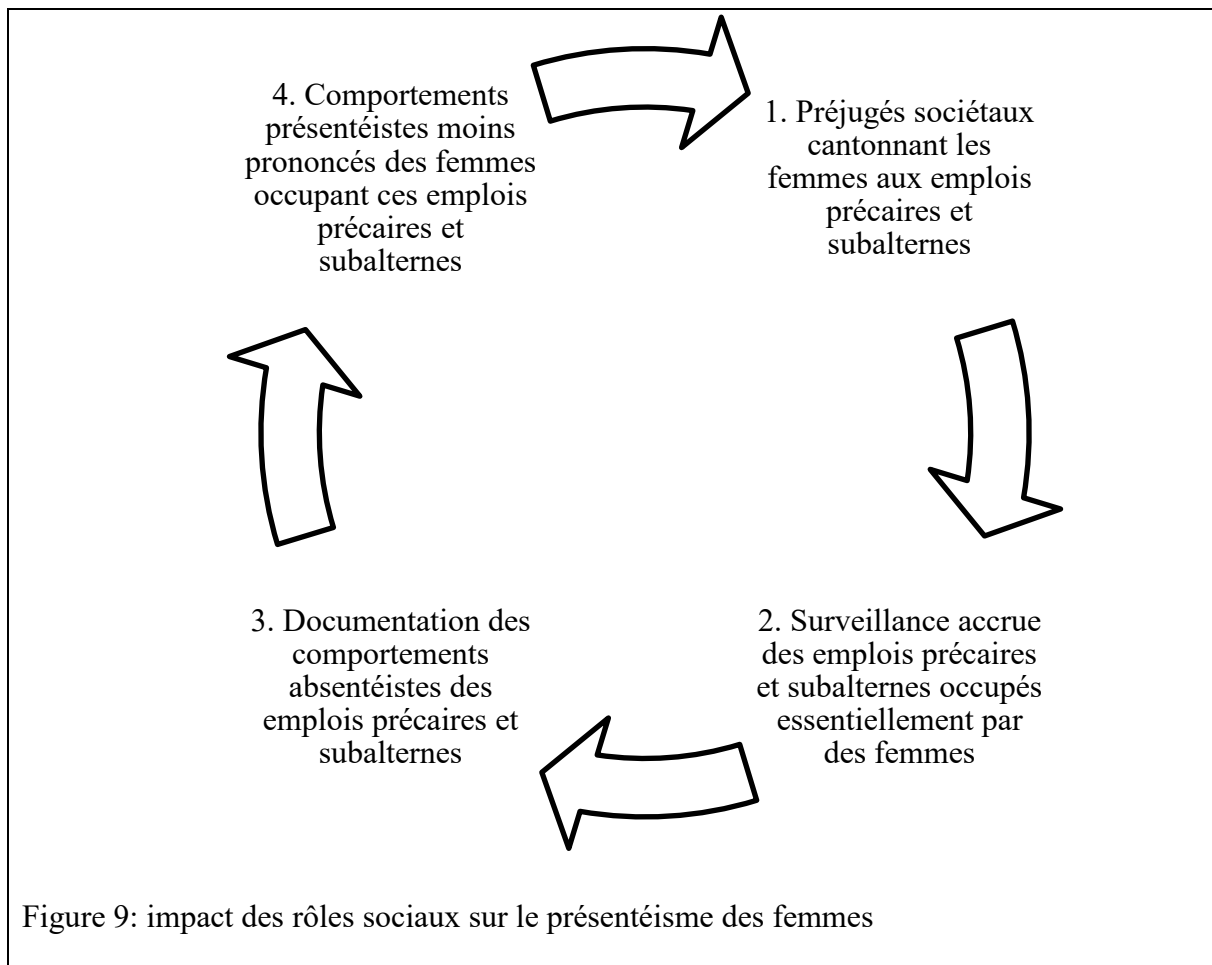 1. Préjugés sociétaux
cantonnant les
femmes aux emplois
précaires et
subalternes
2. Surveillance accrue
des emplois précaires
et subalternes occupés
essentiellement par
des femmes
3. Documentation des
comportements
absentéistes des
emplois précaires et
subalternes
4. Comportements
présentéistes moins
prononcés des femmes
occupant ces emplois
précaires et
subalternes
Figure 9: impact des rôles sociaux sur le présentéisme des femmes